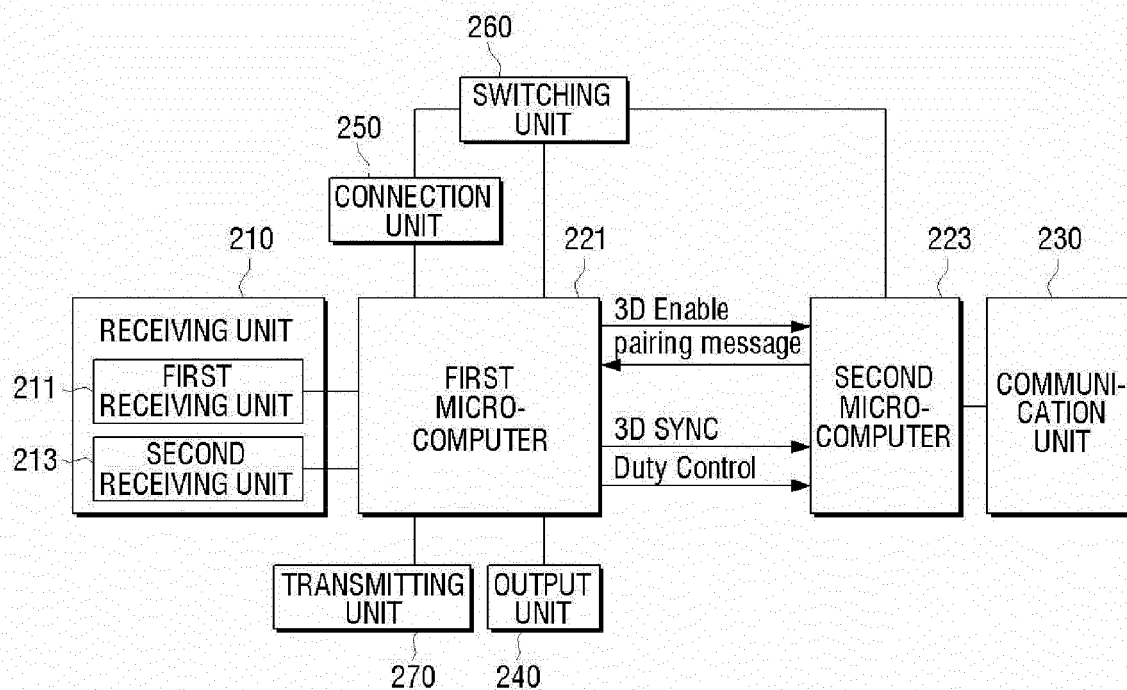 260
SWITCHING
UNIT
250
CONNECTION
UNIT
210
221
223
230
RECEIVING UNIT
211
FIRST
RECEIVING UNIT
213
SECOND
RECEIVING UNIT
FIRST
MICRO-
COMPUTER
3D Enable
pairing message
3D SYNC
Duty Control
SECOND
MICRO-
COMPUTER
COMMUNI-
CATION
UNIT
TRANSMITTING
UNIT
OUTPUT
UNIT
270
240